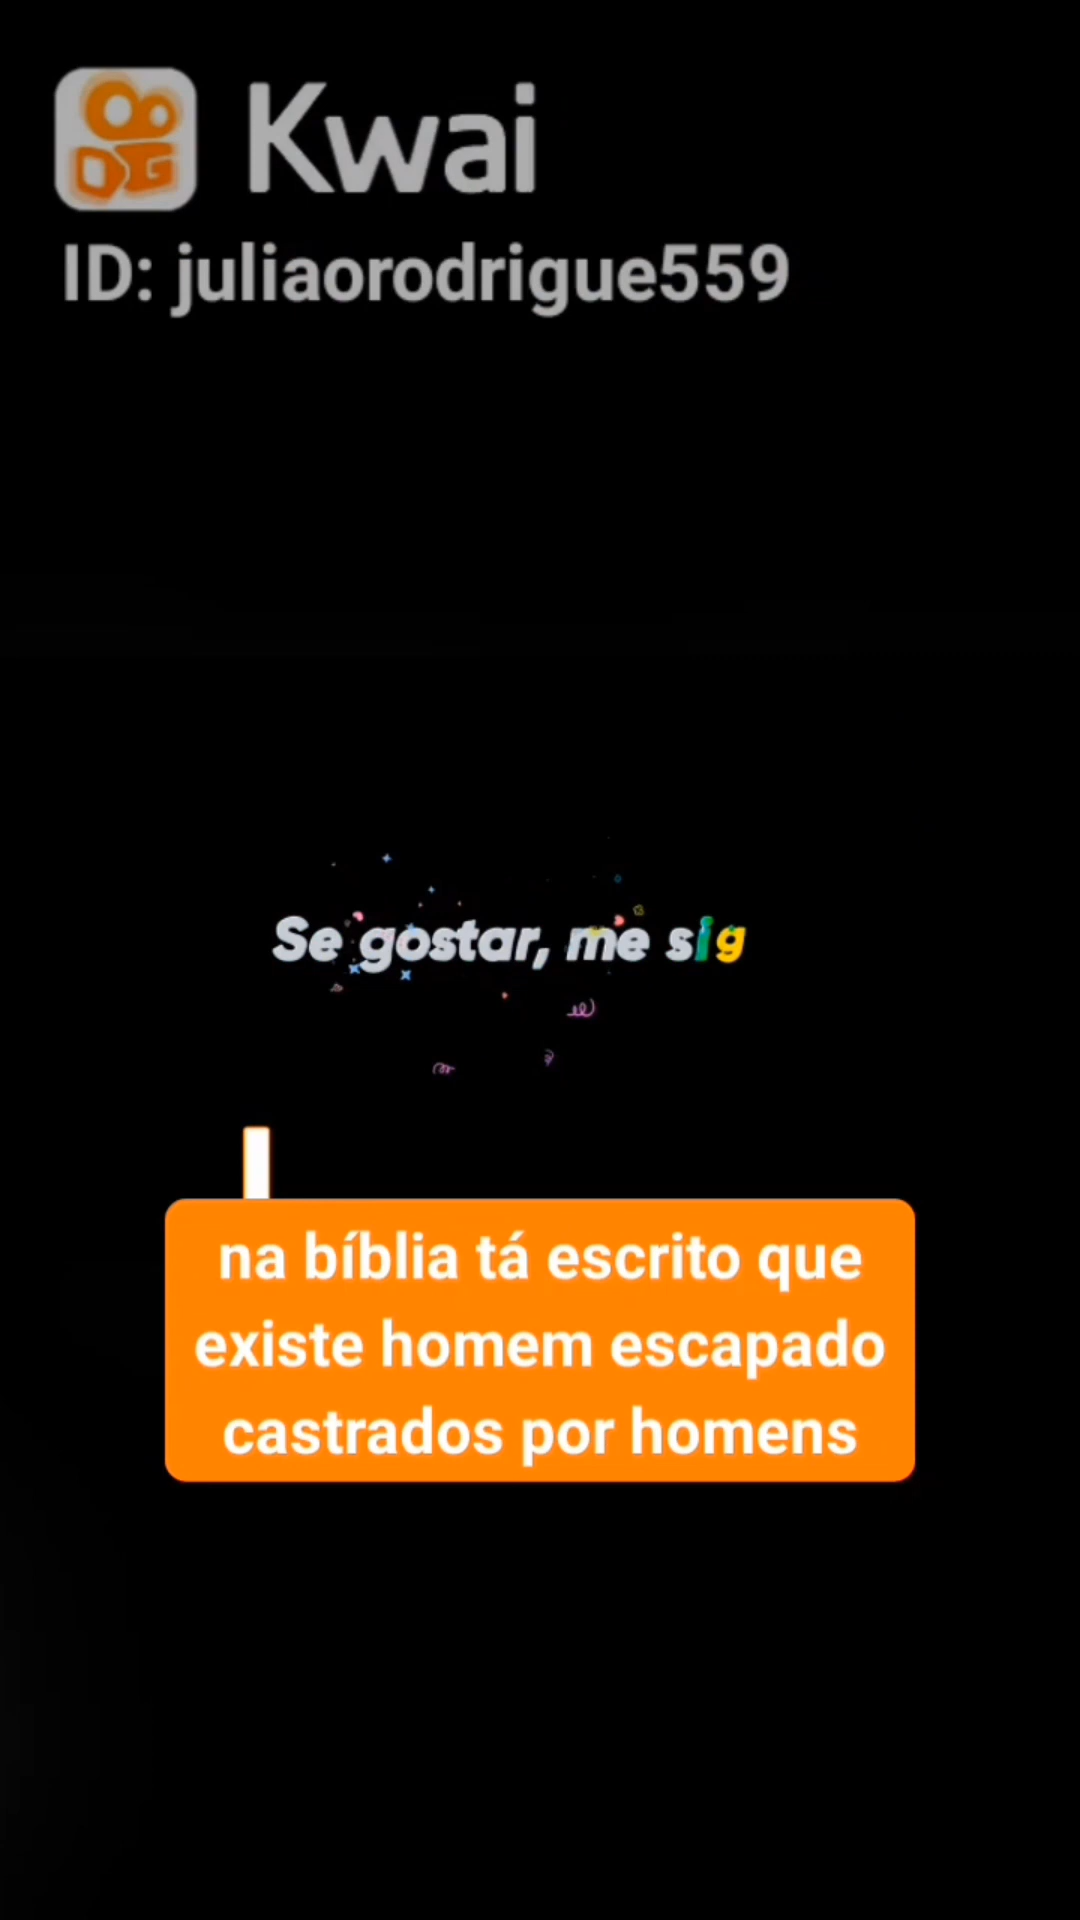 Kwai
ID: juliaorodrigue559
Se gostar, me sig
na bíblia tá escrito que
existe homem escapado
castrados por homens